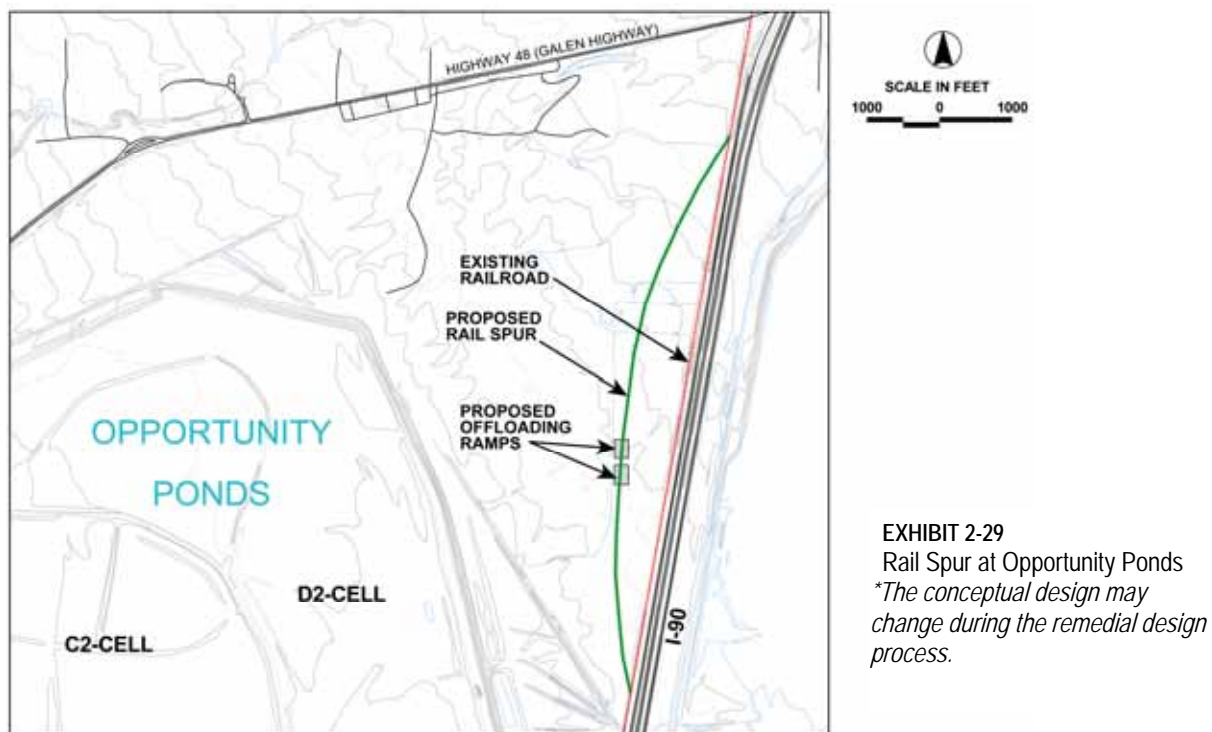 HIGHWAY 48 (GALEN HIGHWAY)
SCALE IN FEET
1000 0 1000
EXISTING
RAILROAD
PROPOSED
RAIL SPUR
PROPOSED
OFFLOADING
RAMPS
OPPORTUNITY
PONDS
D2-CELL
C2-CELL
I-90
EXHIBIT 2-29
Rail Spur at Opportunity Ponds
*The conceptual design may
change during the remedial design
process.